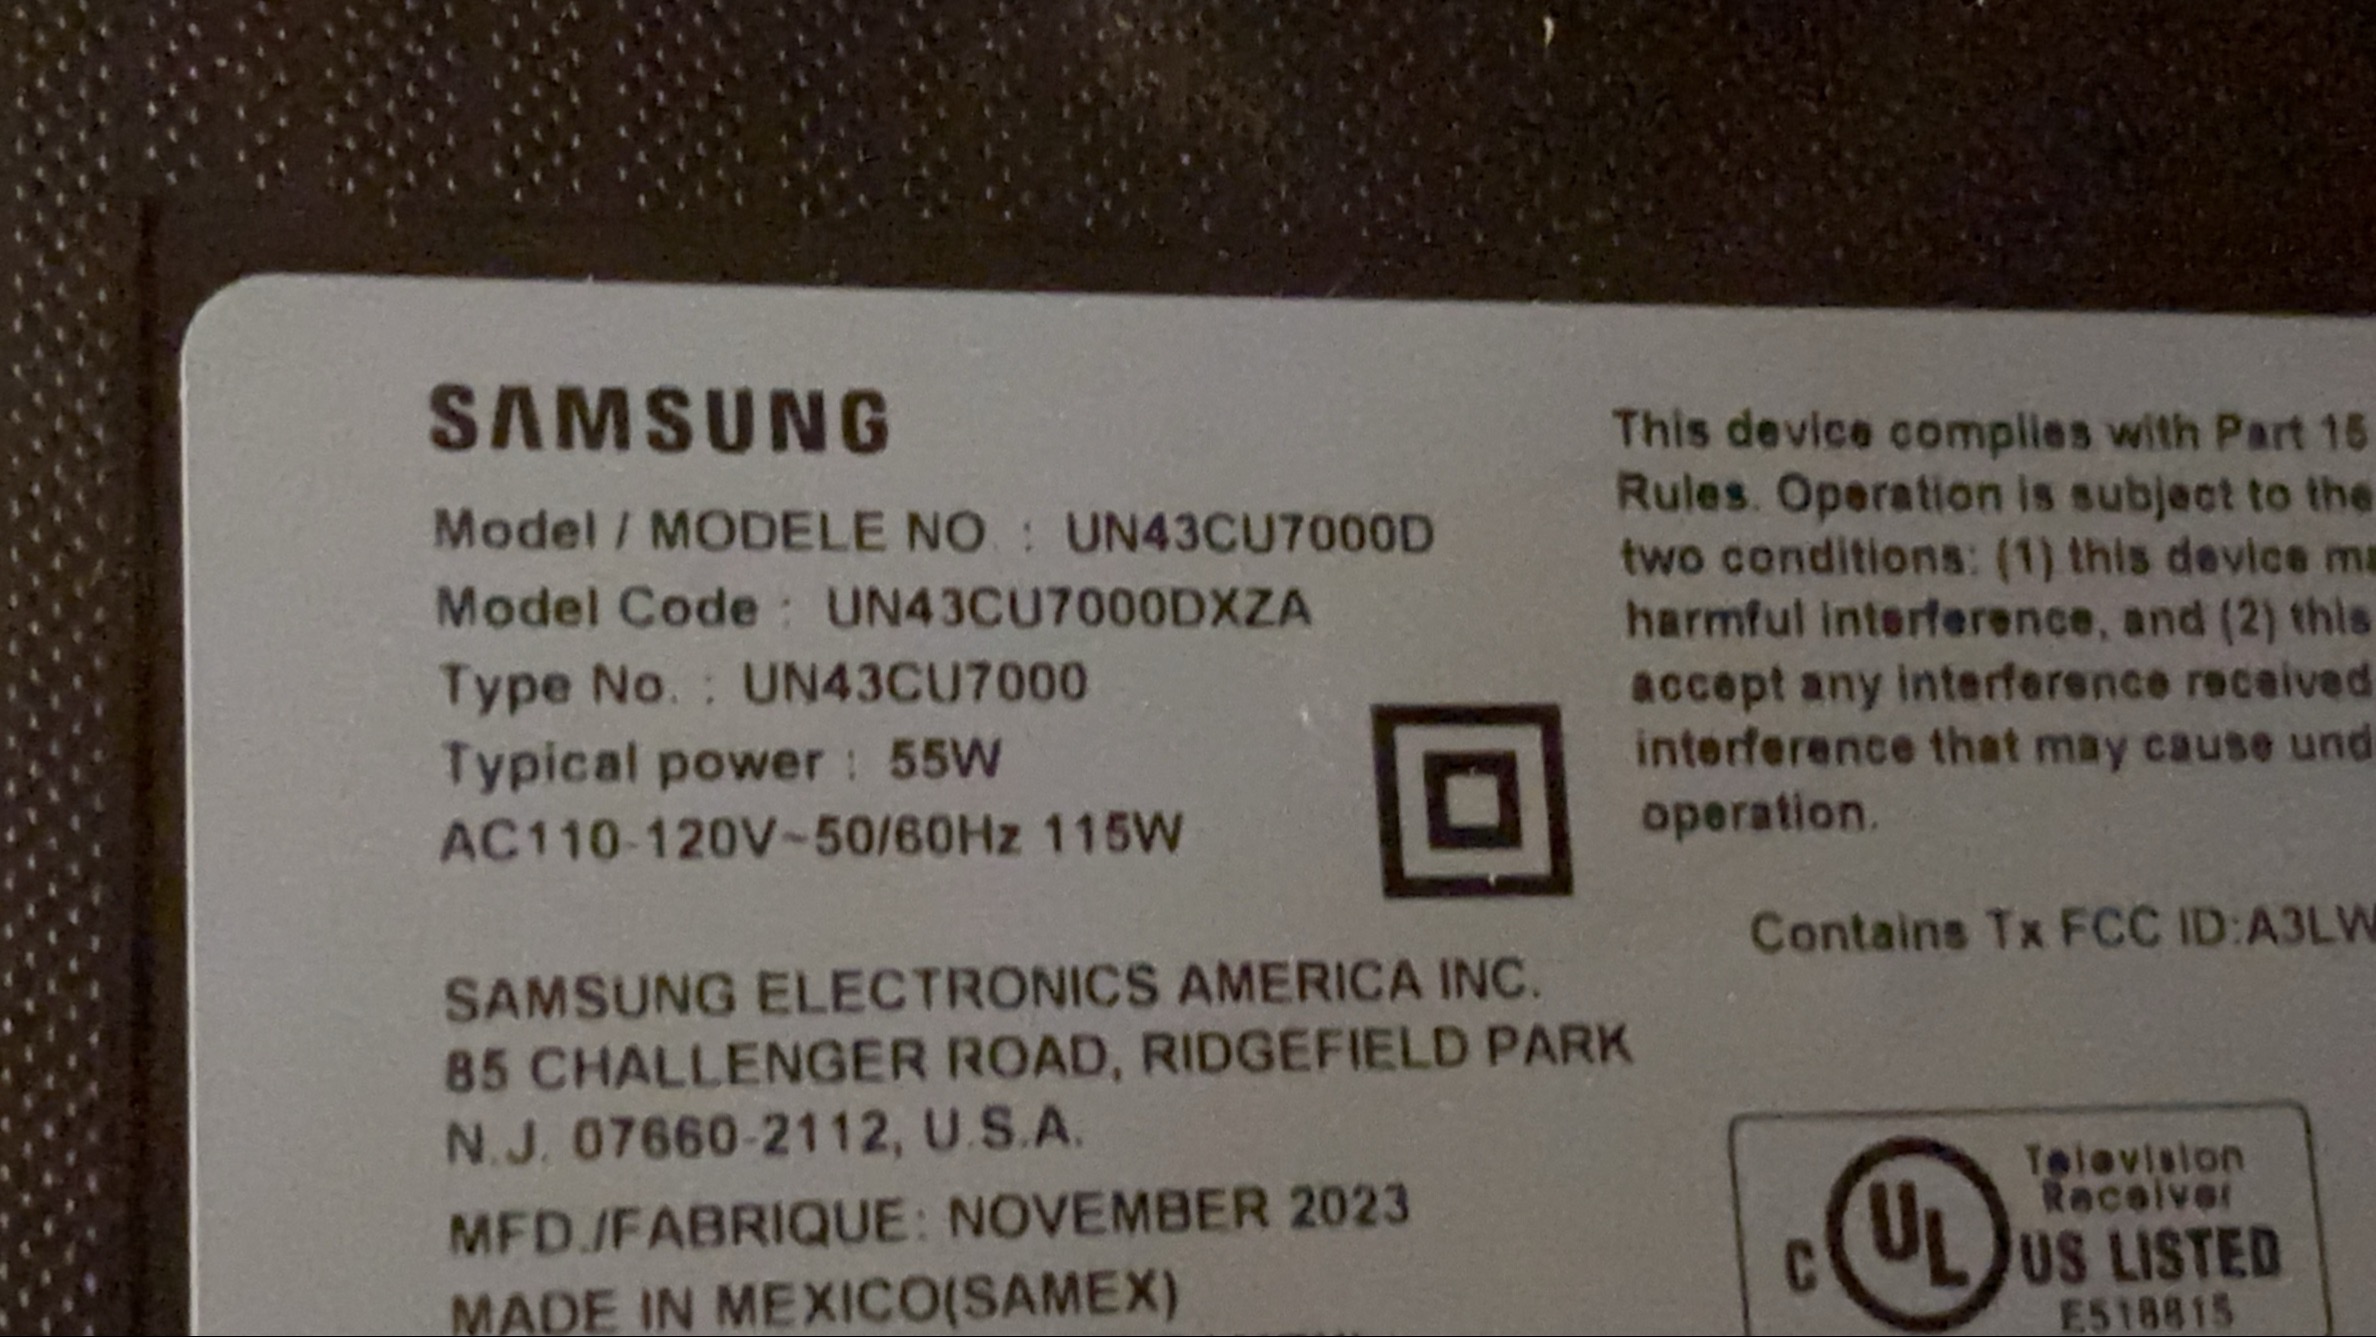 SAMSUNG
Model / MODELE NO : UN43CU7000D
Model Code : UN43CU7000DXZA
Type No. : UN43CU7000
Typical power : 55W
AC110-120V~50/60Hz 115W
SAMSUNG ELECTRONICS AMERICA INC.
85 CHALLENGER ROAD, RIDGEFIELD PARK
N.J. 07660-2112, U.S.A.
MFD./FABRIQUE: NOVEMBER 2023
MADE IN MEXICO(SAMEX)
This device complies with Part 15
Rules. Operation is subject to the
two conditions: (1) this device
harmful interference, and (2) this
accept any interference received
interference that may cause
operation.
Contains Tx FCC ID:A3LW
C UL US LISTED
Television
Receiver
E518815